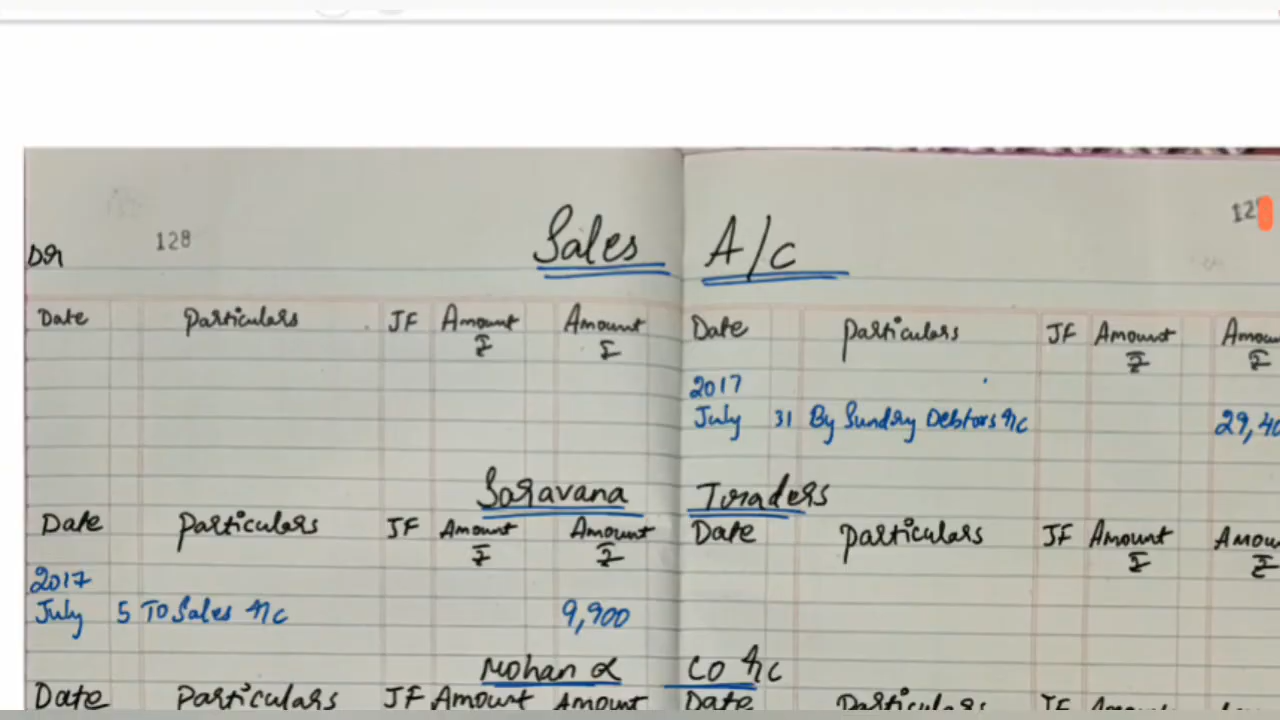 128
Sales A/c
Dr
Date Particulars JF Amount ₹ Amount ₹ Date Particulars JF Amount ₹
2017
July 31 By Sundry Debtors A/c
Saravana Traders
Date Particulars JF Amount ₹ Amount ₹ Date Particulars JF Amount ₹
2017
July 5 To Sales A/c 9,900
Mohan & Co A/c
Date Particulars JF Amount Amount Date Particulars JF